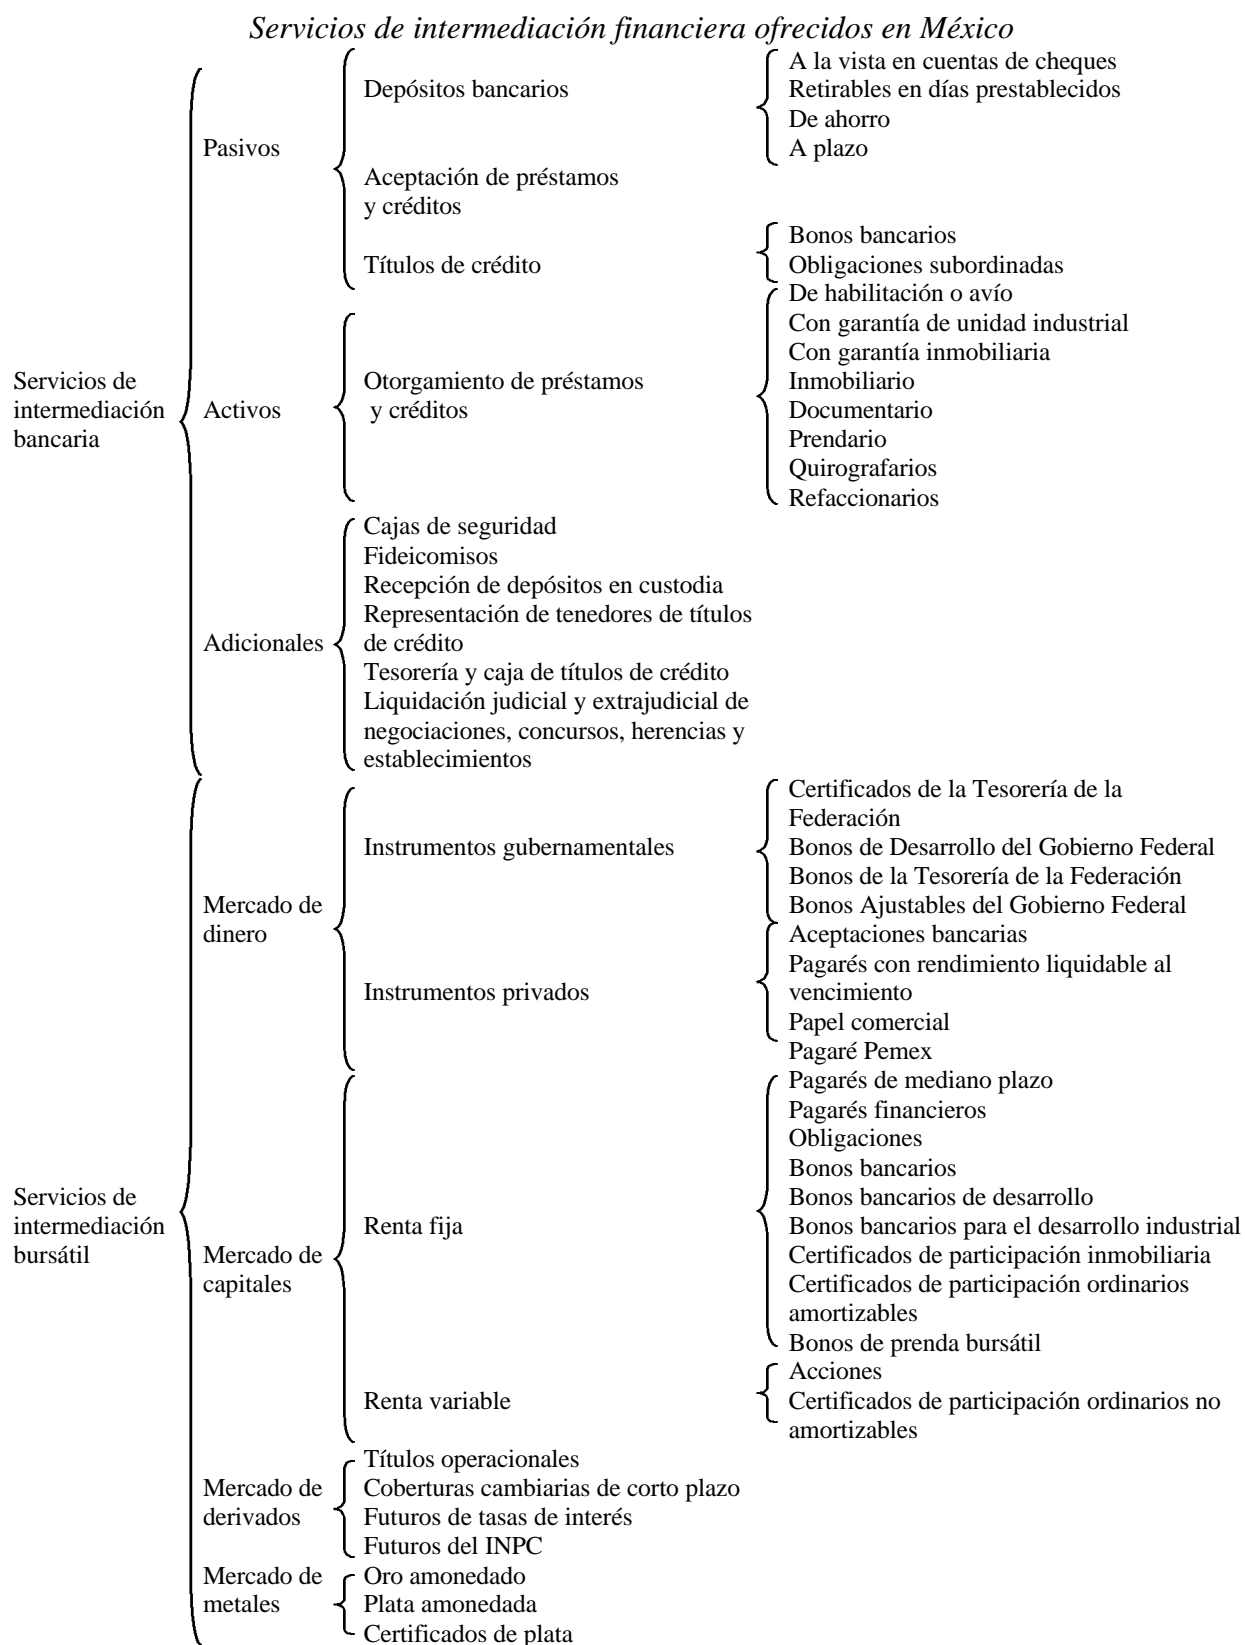 Servicios de intermediación financiera ofrecidos en México
Servicios de
intermediación
bancaria
Pasivos
Depósitos bancarios
A la vista en cuentas de cheques
Retirables en días prestablecidos
De ahorro
A plazo
Aceptación de préstamos
y créditos
Títulos de crédito
Bonos bancarios
Obligaciones subordinadas
Activos
Otorgamiento de préstamos
y créditos
De habilitación o avío
Con garantía de unidad industrial
Con garantía inmobiliaria
Inmobiliario
Documentario
Prendario
Quirografarios
Refaccionarios
Adicionales
Cajas de seguridad
Fideicomisos
Recepción de depósitos en custodia
Representación de tenedores de títulos
de crédito
Tesorería y caja de títulos de crédito
Liquidación judicial y extrajudicial de
negociaciones, concursos, herencias y
establecimientos
Servicios de
intermediación
bursátil
Mercado de
dinero
Instrumentos gubernamentales
Certificados de la Tesorería de la
Federación
Bonos de Desarrollo del Gobierno Federal
Bonos de la Tesorería de la Federación
Bonos Ajustables del Gobierno Federal
Instrumentos privados
Aceptaciones bancarias
Pagarés con rendimiento liquidable al
vencimiento
Papel comercial
Pagaré Pemex
Mercado de
capitales
Renta fija
Pagarés de mediano plazo
Pagarés financieros
Obligaciones
Bonos bancarios
Bonos bancarios de desarrollo
Bonos bancarios para el desarrollo industrial
Certificados de participación inmobiliaria
Certificados de participación ordinarios
amortizables
Bonos de prenda bursátil
Renta variable
Acciones
Certificados de participación ordinarios no
amortizables
Mercado de
derivados
Títulos operacionales
Coberturas cambiarias de corto plazo
Futuros de tasas de interés
Futuros del INPC
Mercado de
metales
Oro amonedado
Plata amonedada
Certificados de plata